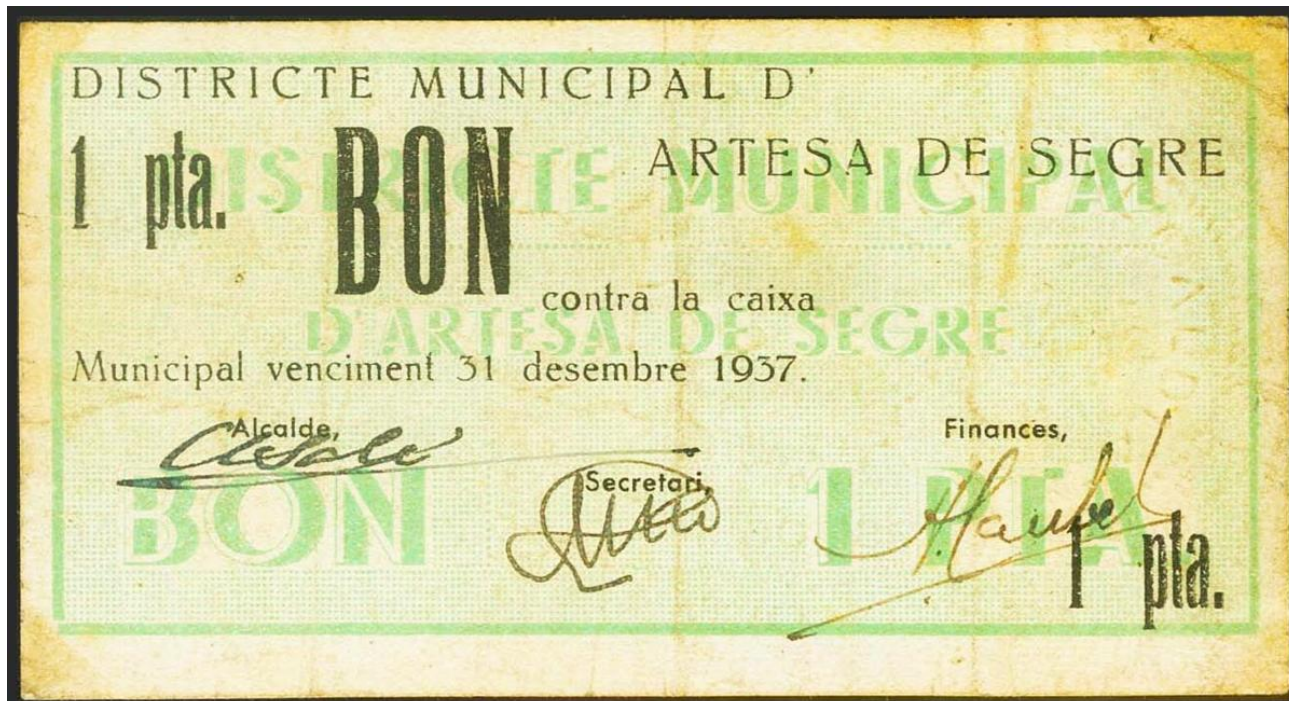 DISTRICTE MUNICIPAL D'
ARTESA DE SEGRE
1 pta. BON
contra la caixa
Municipal venciment 31 desembre 1937.
Alcalde,
Secretari,
Finances,
1 pta.
DISTRICTE MUNICIPAL
D'ARTESA DE SEGRE
BON 1 PTA